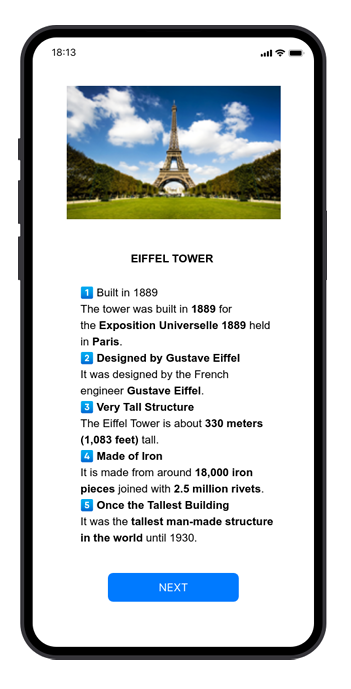 18:13
EIFFEL TOWER
1️⃣ Built in 1889
The tower was built in 1889 for
the Exposition Universelle 1889 held
in Paris.
2️⃣ Designed by Gustave Eiffel
It was designed by the French
engineer Gustave Eiffel.
3️⃣ Very Tall Structure
The Eiffel Tower is about 330 meters
(1,083 feet) tall.
4️⃣ Made of Iron
It is made from around 18,000 iron
pieces joined with 2.5 million rivets.
5️⃣ Once the Tallest Building
It was the tallest man-made structure
in the world until 1930.
NEXT